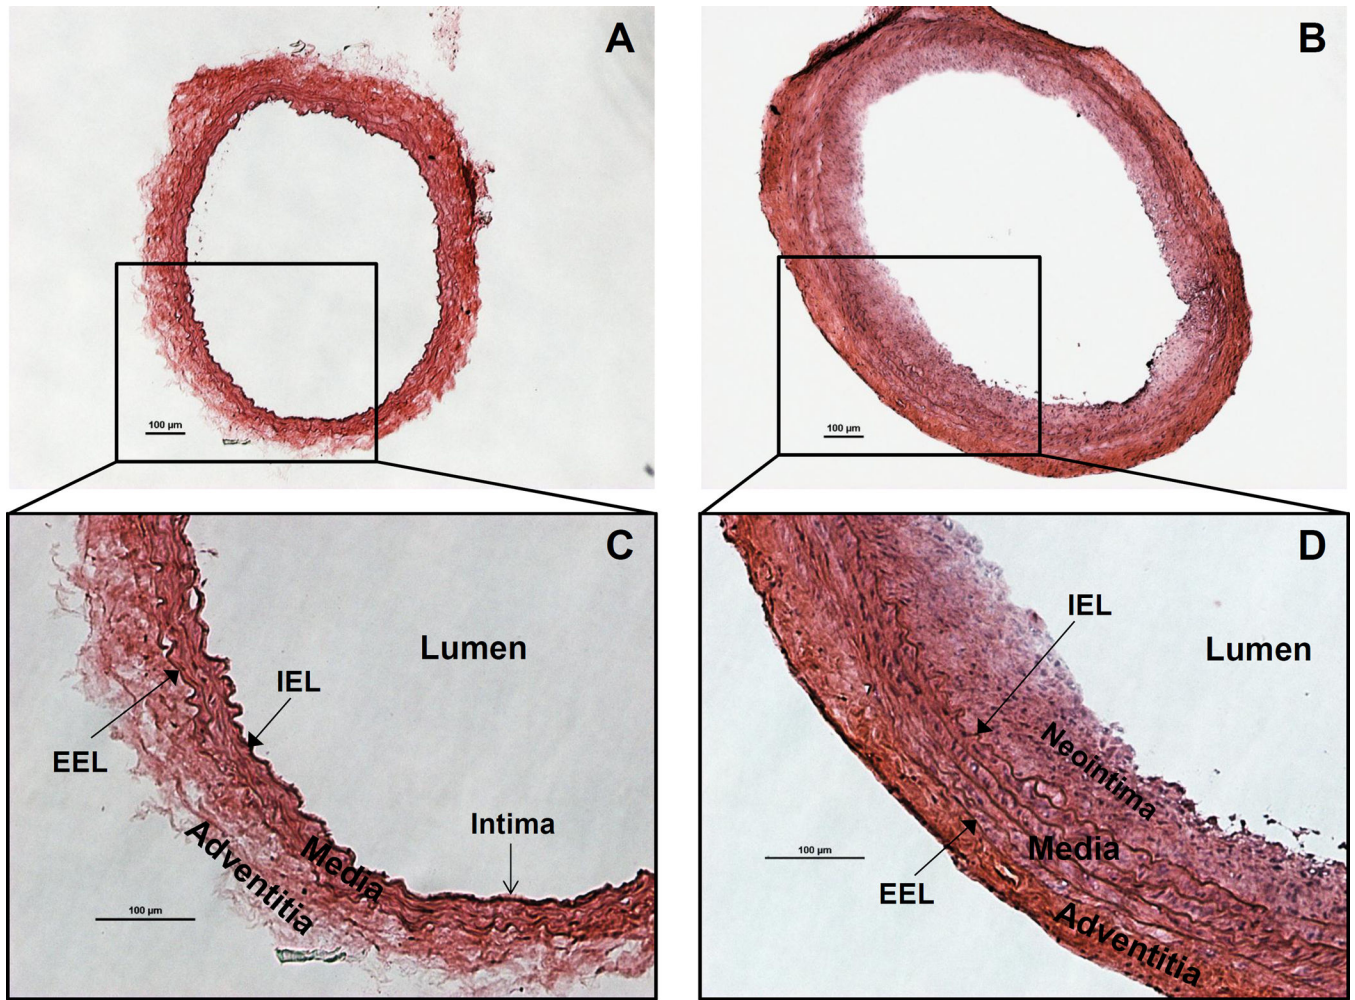 A
B
100 µm
100 µm
C
Lumen
IEL
EEL
Intima
Media
Adventitia
100 µm
D
IEL
Lumen
Neointima
Media
EEL
Adventitia
100 µm